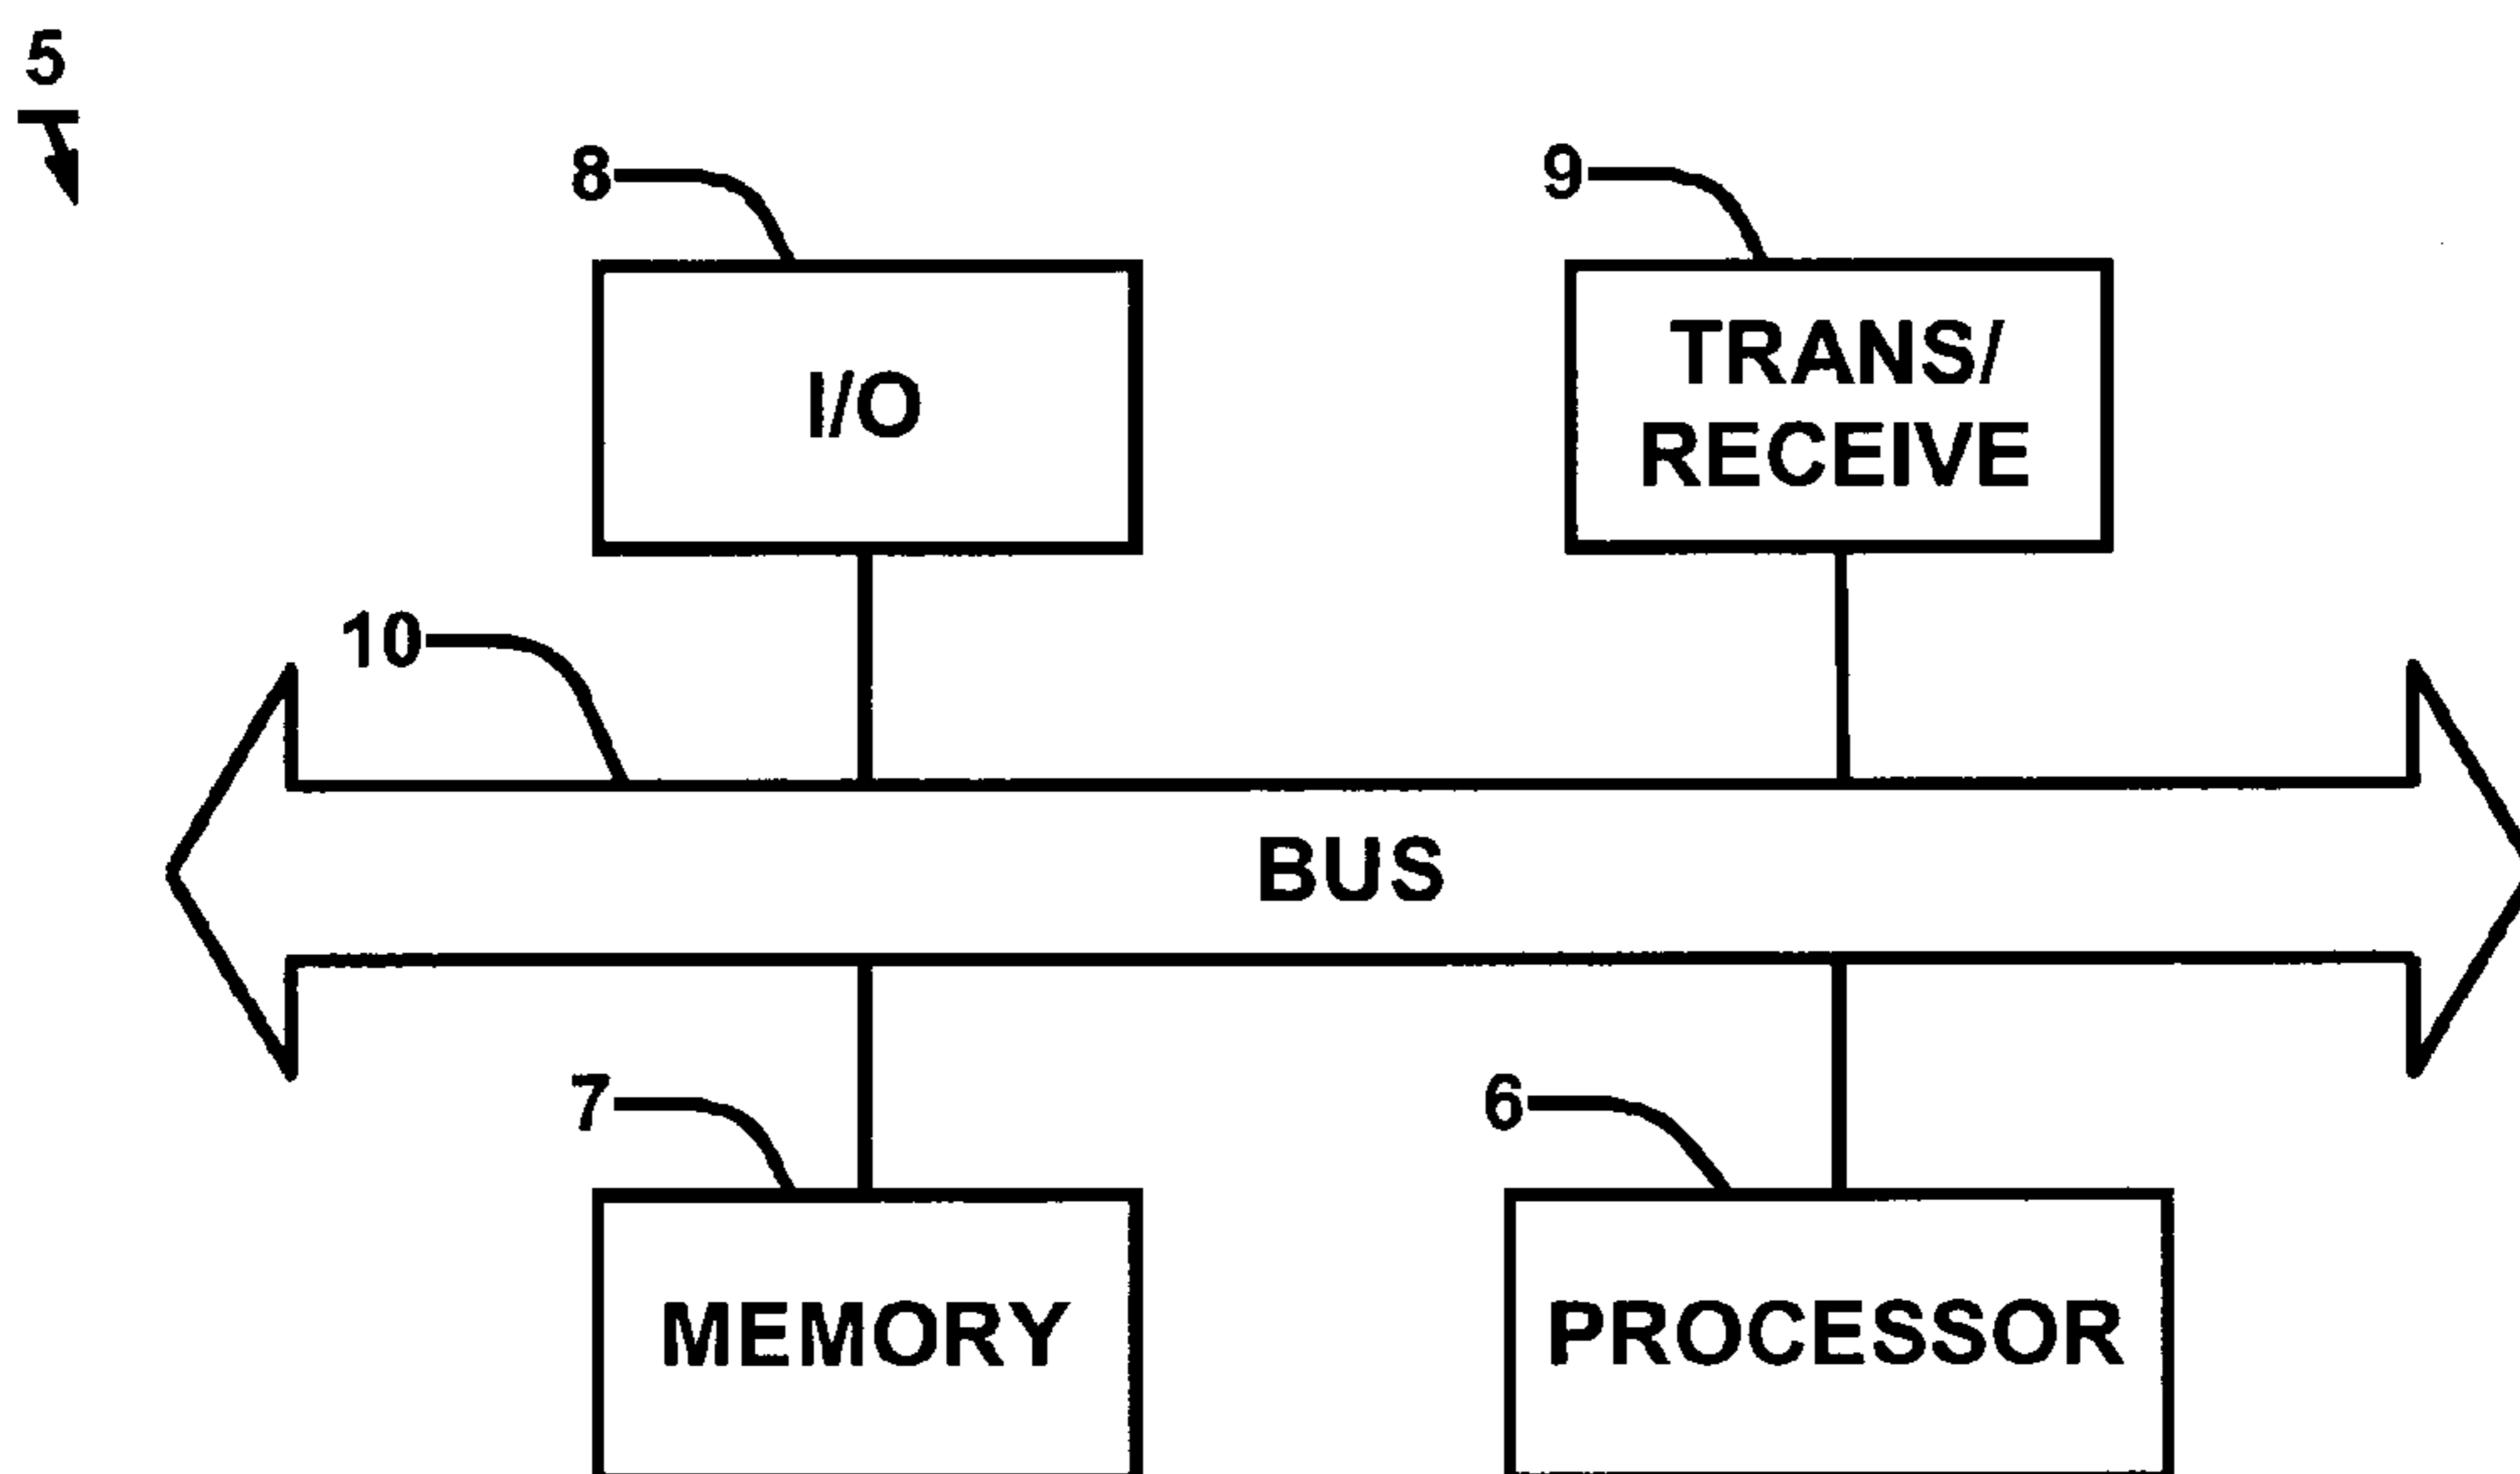 5
8
9
I/O
TRANS/
RECEIVE
10
BUS
7
6
MEMORY
PROCESSOR